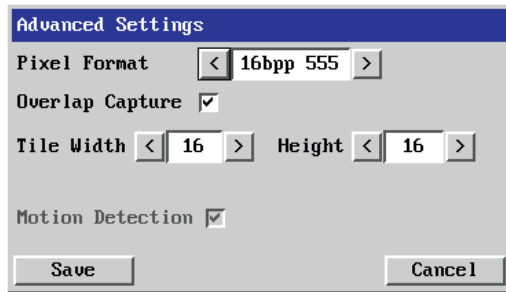 Advanced Settings
Pixel Format < 16bpp 555 >
Overlap Capture
Tile Width < 16 > Height < 16 >
Motion Detection
Save Cancel